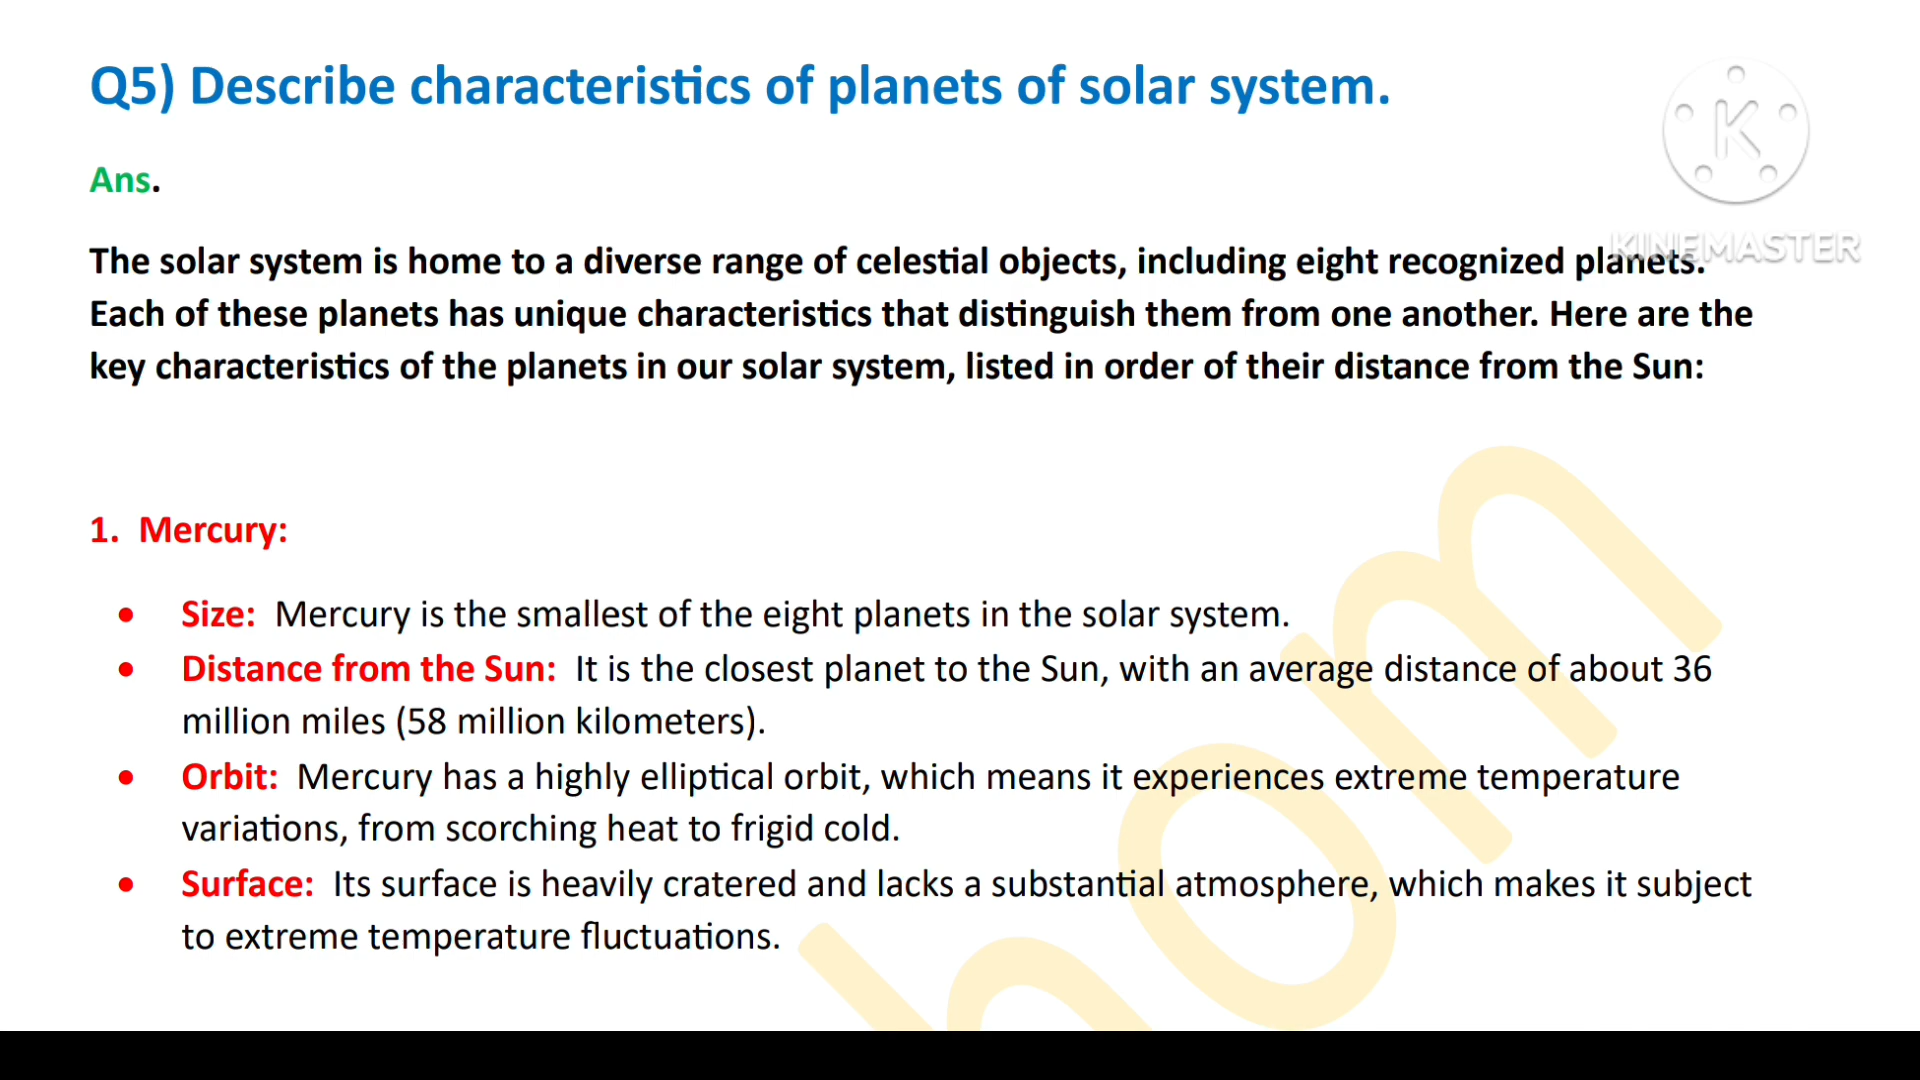 Q5) Describe characteristics of planets of solar system.
Ans.
K
KINEMASTER
The solar system is home to a diverse range of celestial objects, including eight recognized planets.
Each of these planets has unique characteristics that distinguish them from one another. Here are the
key characteristics of the planets in our solar system, listed in order of their distance from the Sun:
1. Mercury:
• Size: Mercury is the smallest of the eight planets in the solar system.
• Distance from the Sun: It is the closest planet to the Sun, with an average distance of about 36
million miles (58 million kilometers).
• Orbit: Mercury has a highly elliptical orbit, which means it experiences extreme temperature
variations, from scorching heat to frigid cold.
• Surface: Its surface is heavily cratered and lacks a substantial atmosphere, which makes it subject
to extreme temperature fluctuations.
hom